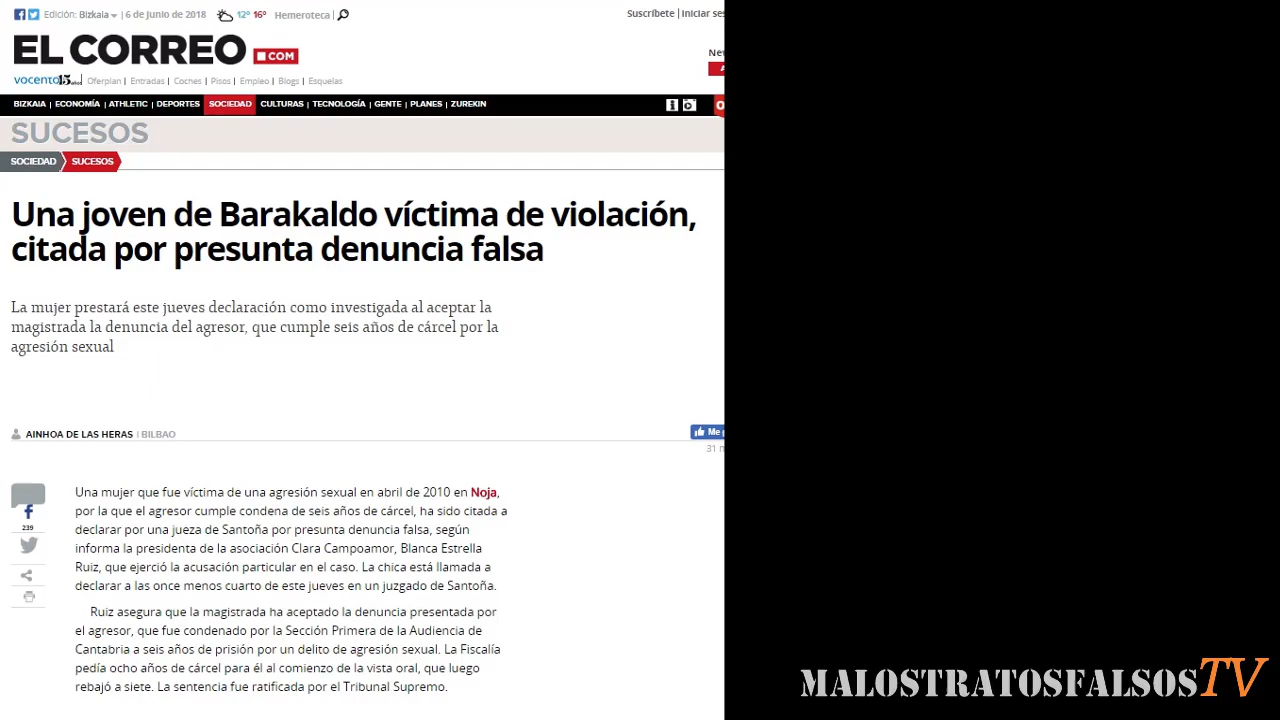 Edición: Bizkaia | 6 de junio de 2018 12º 16º Hemeroteca |
Suscríbete | Iniciar ses
EL CORREO .COM
vocento 15 años Oferplan | Entradas | Coches | Pisos | Empleo | Blogs | Esquelas
BIZKAIA | ECONOMÍA | ATHLETIC | DEPORTES | SOCIEDAD | CULTURAS | TECNOLOGÍA | GENTE | PLANES | ZUREKIN
SUCESOS
SOCIEDAD SUCESOS
Una joven de Barakaldo víctima de violación,
citada por presunta denuncia falsa
La mujer prestará este jueves declaración como investigada al aceptar la
magistrada la denuncia del agresor, que cumple seis años de cárcel por la
agresión sexual
AINHOA DE LAS HERAS | BILBAO
Me
31 m
239
Una mujer que fue víctima de una agresión sexual en abril de 2010 en Noja,
por la que el agresor cumple condena de seis años de cárcel, ha sido citada a
declarar por una jueza de Santoña por presunta denuncia falsa, según
informa la presidenta de la asociación Clara Campoamor, Blanca Estrella
Ruiz, que ejerció la acusación particular en el caso. La chica está llamada a
declarar a las once menos cuarto de este jueves en un juzgado de Santoña.
Ruiz asegura que la magistrada ha aceptado la denuncia presentada por
el agresor, que fue condenado por la Sección Primera de la Audiencia de
Cantabria a seis años de prisión por un delito de agresión sexual. La Fiscalía
pedía ocho años de cárcel para él al comienzo de la vista oral, que luego
rebajó a siete. La sentencia fue ratificada por el Tribunal Supremo.
MALOSTRATOSFALSOSTV